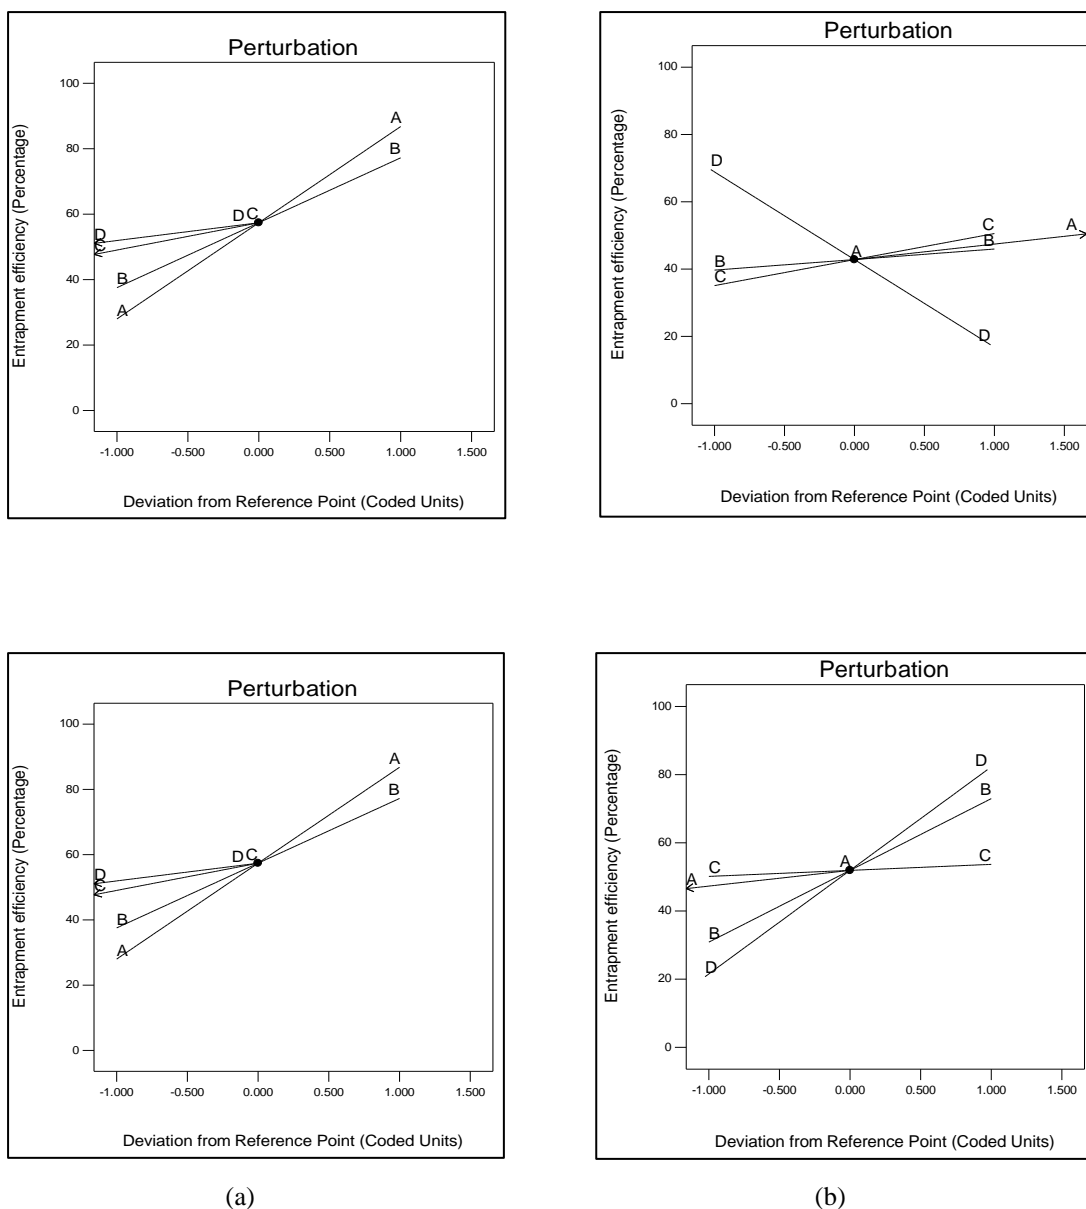 Perturbation
100
80
60
40
20
0
Entrapment efficiency (Percentage)
A
B
D C
D
C
B
A
-1.000 -0.500 0.000 0.500 1.000 1.500
Deviation from Reference Point (Coded Units)
Perturbation
100
80
60
40
20
0
Entrapment efficiency (Percentage)
D
C A
B
A
B
C
D
-1.000 -0.500 0.000 0.500 1.000 1.500
Deviation from Reference Point (Coded Units)
Perturbation
100
80
60
40
20
0
Entrapment efficiency (Percentage)
A
B
D C
D
C
B
A
-1.000 -0.500 0.000 0.500 1.000 1.500
Deviation from Reference Point (Coded Units)
Perturbation
100
80
60
40
20
0
Entrapment efficiency (Percentage)
D
B
A
C C
A
B
D
-1.000 -0.500 0.000 0.500 1.000 1.500
Deviation from Reference Point (Coded Units)
(a) (b)